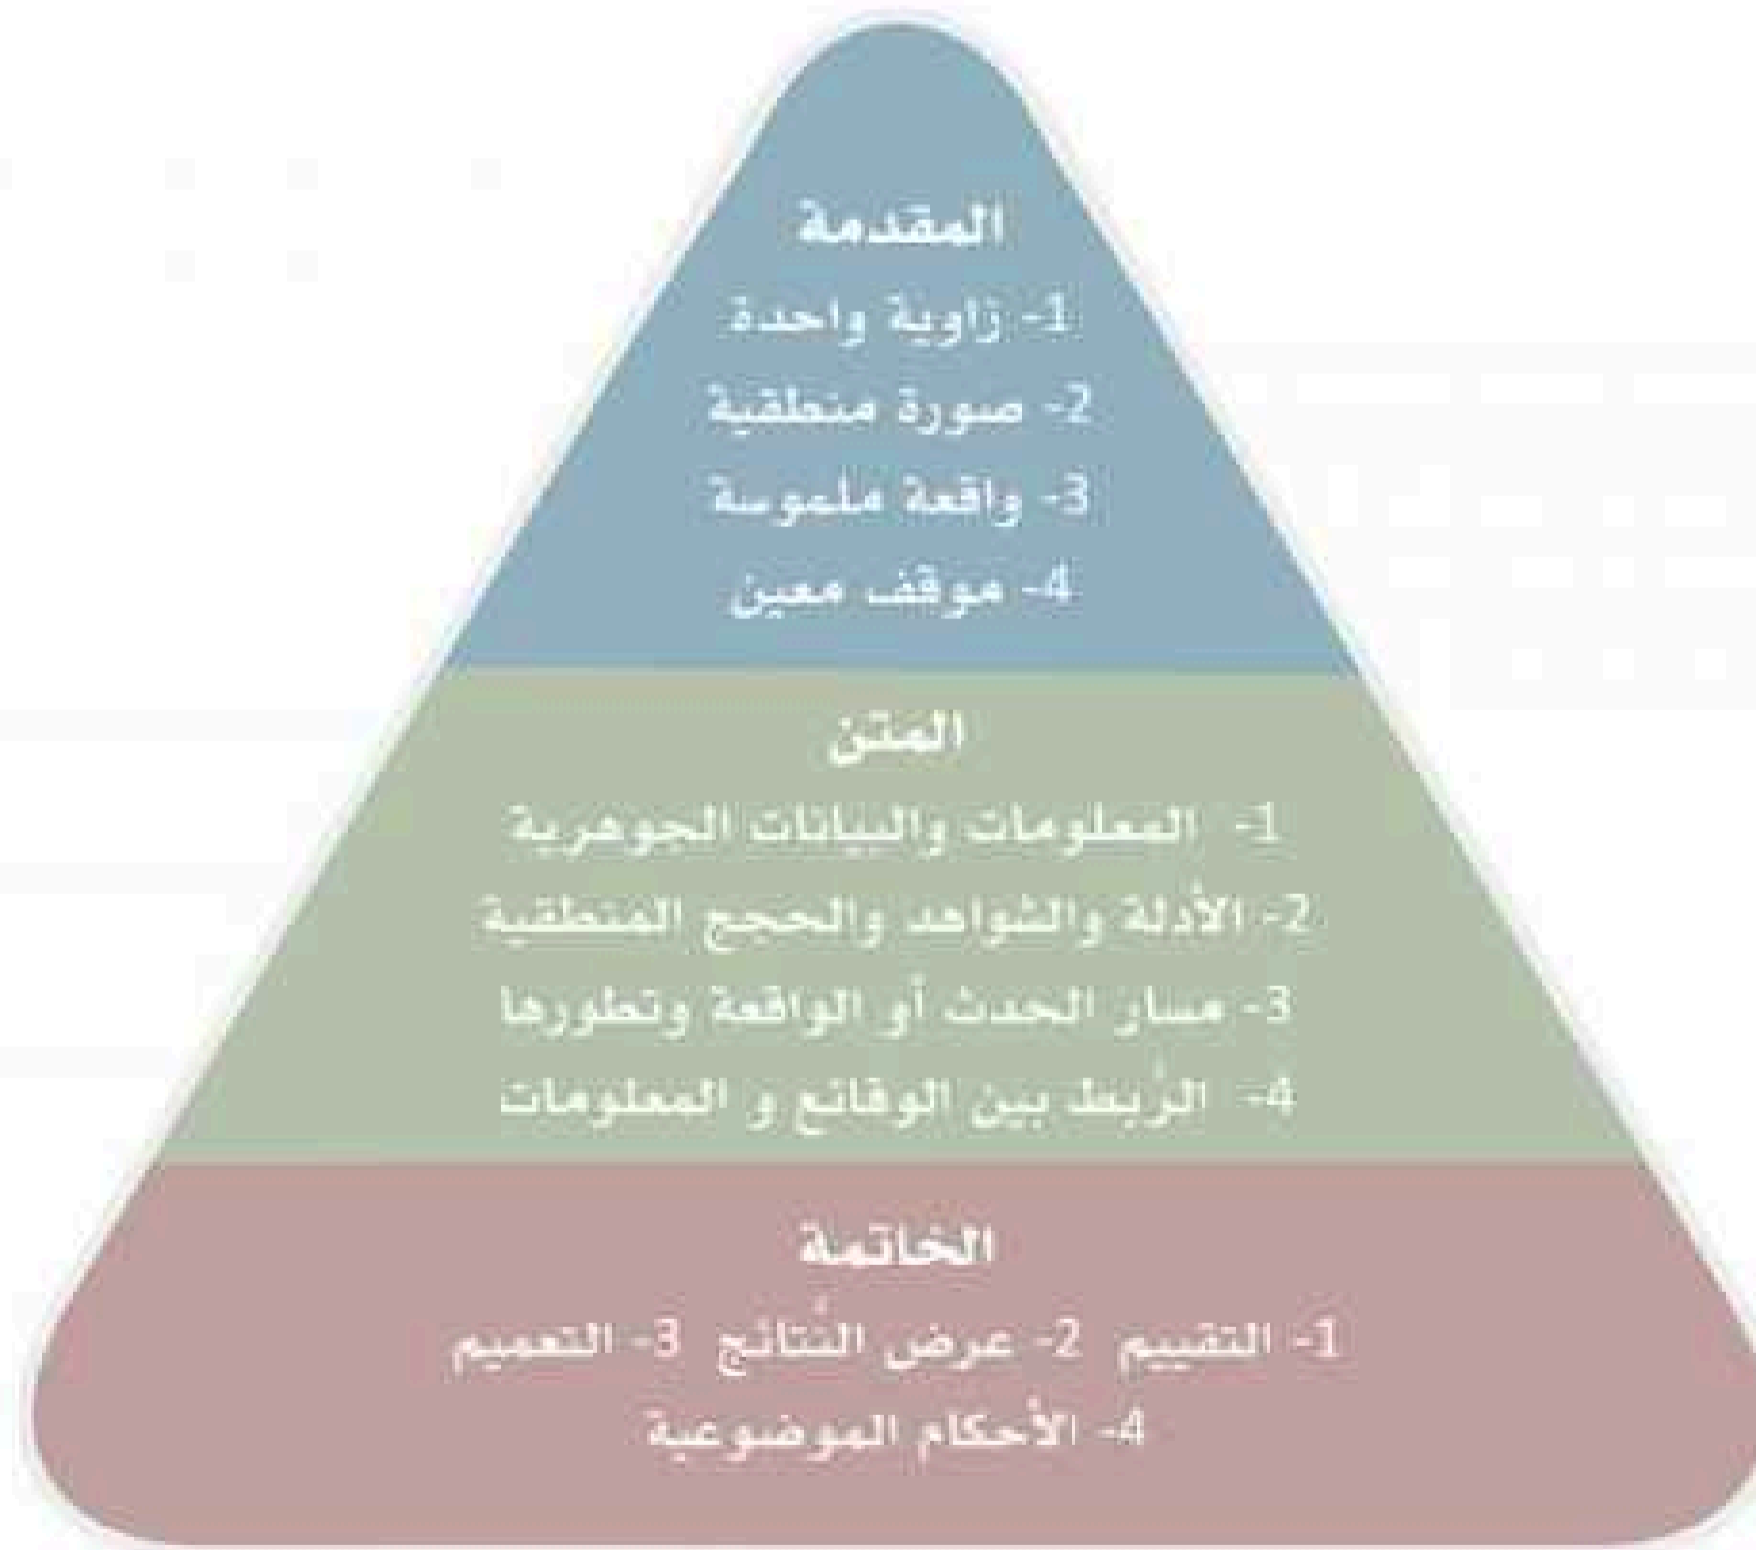 المقدمة
1- زاوية واحدة
2- صورة منطقية
3- واقعة ملموسة
4- موقف معين
المتن
1- المعلومات والبيانات الجوهرية
2- الأدلة والشواهد والحجج المنطقية
3- مسار الحدث أو الواقعة وتطورها
4- الرّبط بين الوقائع و المعلومات
الخاتمة
1- التقييم 2- عرض النّتائج 3- التعميم
4- الأحكام الموضوعية